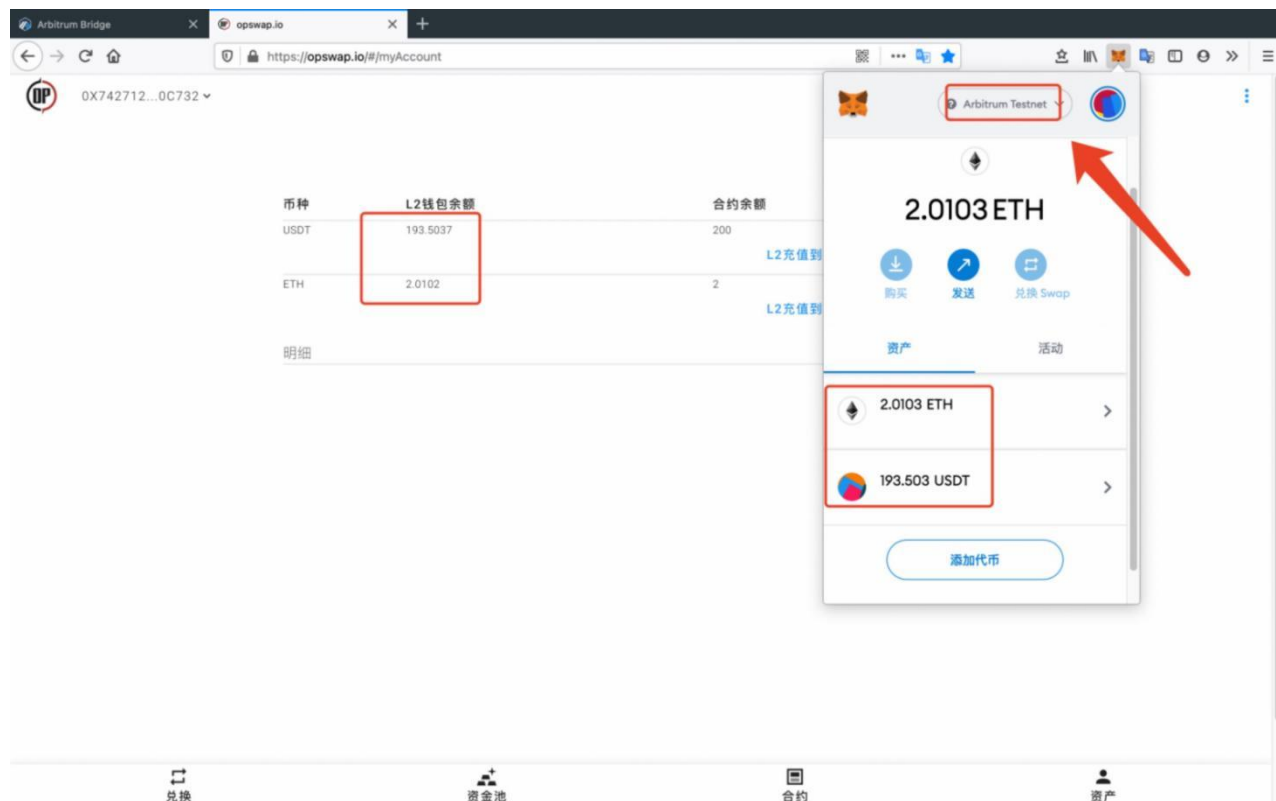 Arbitrum Bridge
opswap.io
https://opswap.io/#/myAccount
OP
0X742712...0C732
Arbitrum Testnet
2.0103 ETH
购买
发送
兑换 Swap
资产
活动
2.0103 ETH
193.503 USDT
添加代币
币种
L2钱包余额
合约余额
USDT
193.5037
200
L2充值到
ETH
2.0102
2
L2充值到
明细
兑换
资金池
合约
资产